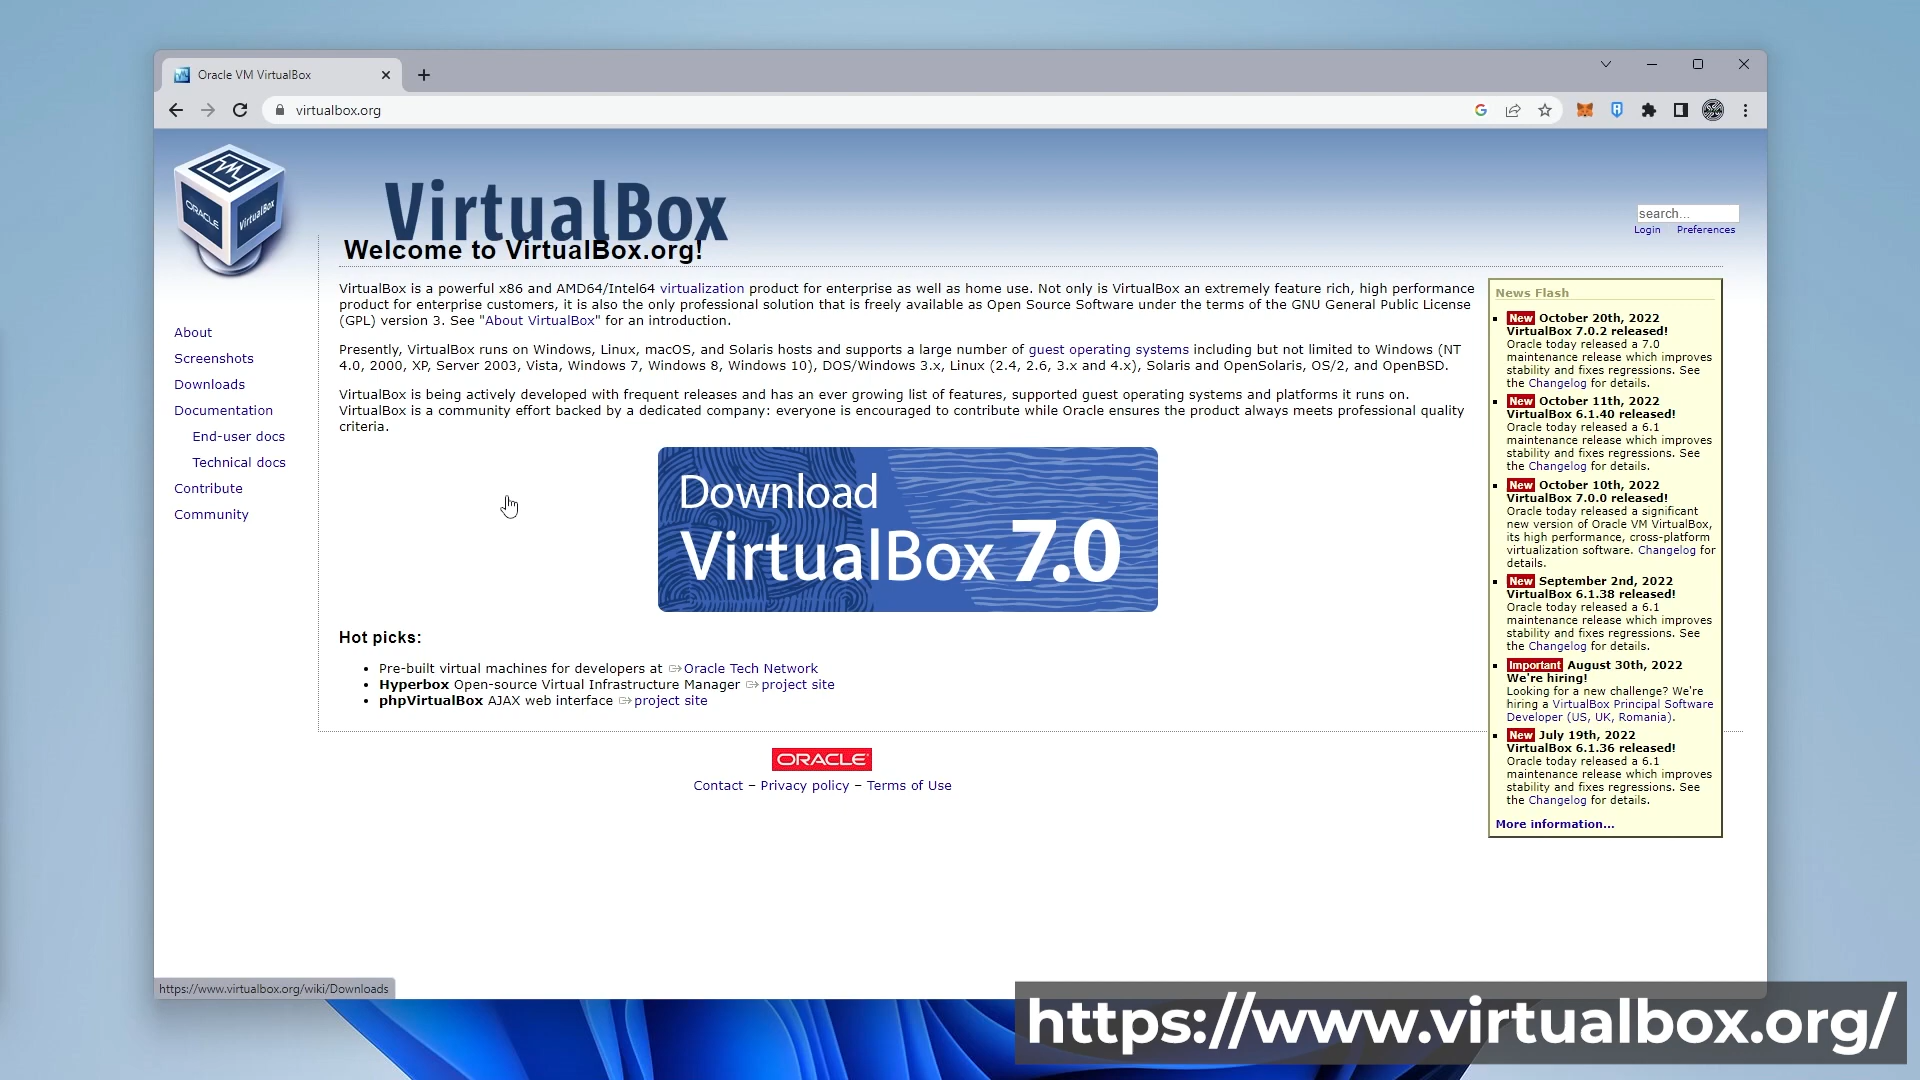 Oracle VM VirtualBox
virtualbox.org
ORACLE
VirtualBox
VirtualBox
search...
Login Preferences
Welcome to VirtualBox.org!
About
Screenshots
Downloads
Documentation
End-user docs
Technical docs
Contribute
Community
VirtualBox is a powerful x86 and AMD64/Intel64 virtualization product for enterprise as well as home use. Not only is VirtualBox an extremely feature rich, high performance
product for enterprise customers, it is also the only professional solution that is freely available as Open Source Software under the terms of the GNU General Public License
(GPL) version 3. See "About VirtualBox" for an introduction.
Presently, VirtualBox runs on Windows, Linux, macOS, and Solaris hosts and supports a large number of guest operating systems including but not limited to Windows (NT
4.0, 2000, XP, Server 2003, Vista, Windows 7, Windows 8, Windows 10), DOS/Windows 3.x, Linux (2.4, 2.6, 3.x and 4.x), Solaris and OpenSolaris, OS/2, and OpenBSD.
VirtualBox is being actively developed with frequent releases and has an ever growing list of features, supported guest operating systems and platforms it runs on.
VirtualBox is a community effort backed by a dedicated company: everyone is encouraged to contribute while Oracle ensures the product always meets professional quality
criteria.
Download
VirtualBox 7.0
Hot picks:
Pre-built virtual machines for developers at Oracle Tech Network
Hyperbox Open-source Virtual Infrastructure Manager project site
phpVirtualBox AJAX web interface project site
ORACLE
Contact – Privacy policy – Terms of Use
News Flash
New October 20th, 2022
VirtualBox 7.0.2 released!
Oracle today released a 7.0
maintenance release which improves
stability and fixes regressions. See
the Changelog for details.
New October 11th, 2022
VirtualBox 6.1.40 released!
Oracle today released a 6.1
maintenance release which improves
stability and fixes regressions. See
the Changelog for details.
New October 10th, 2022
VirtualBox 7.0.0 released!
Oracle today released a significant
new version of Oracle VM VirtualBox,
its high performance, cross-platform
virtualization software. Changelog for
details.
New September 2nd, 2022
VirtualBox 6.1.38 released!
Oracle today released a 6.1
maintenance release which improves
stability and fixes regressions. See
the Changelog for details.
Important August 30th, 2022
We're hiring!
Looking for a new challenge? We're
hiring a VirtualBox Principal Software
Developer (US, UK, Romania).
New July 19th, 2022
VirtualBox 6.1.36 released!
Oracle today released a 6.1
maintenance release which improves
stability and fixes regressions. See
the Changelog for details.
More information...
https://www.virtualbox.org/wiki/Downloads
https://www.virtualbox.org/